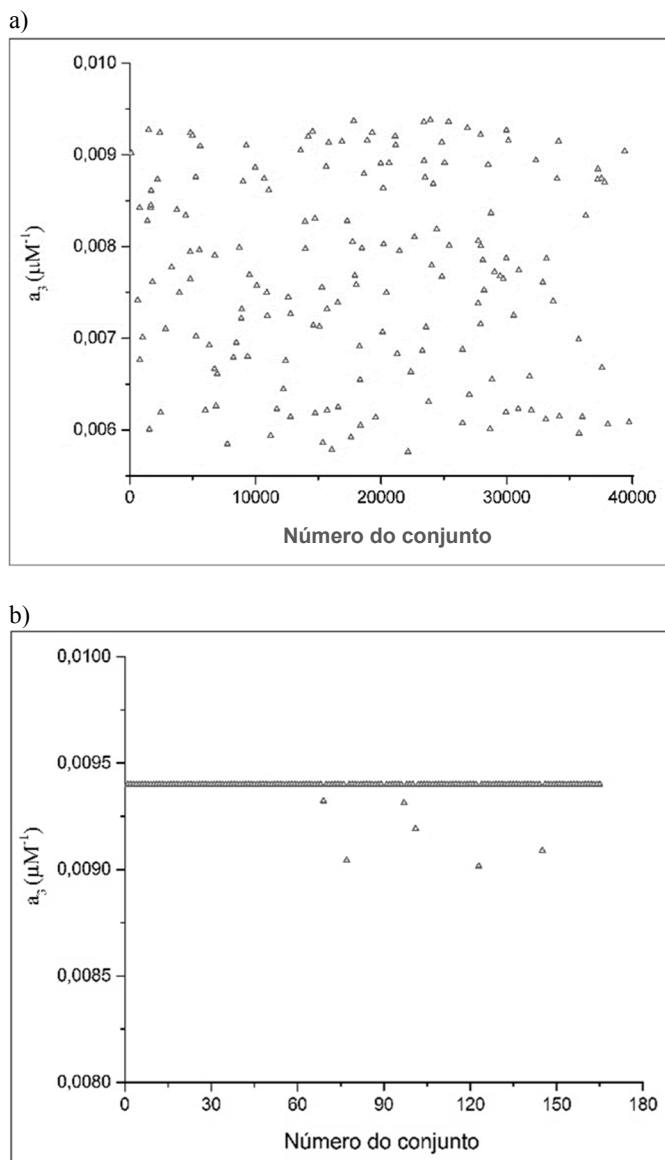 a)
0,010
0,009
0,008
0,007
0,006
a₃ (μM⁻¹)
0 10000 20000 30000 40000
Número do conjunto
b)
0,0100
0,0095
0,0090
0,0085
0,0080
a₃ (μM⁻¹)
0 30 60 90 120 150 180
Número do conjunto